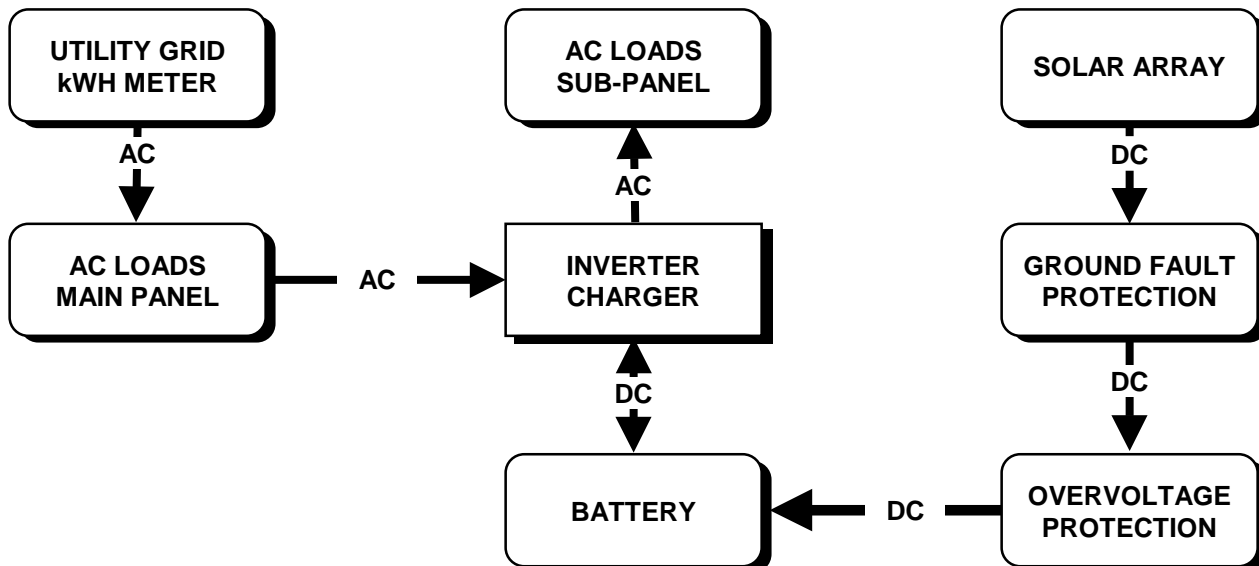 UTILITY GRID
kWH METER
AC LOADS
SUB-PANEL
SOLAR ARRAY
AC
AC
DC
AC LOADS
MAIN PANEL
AC
INVERTER
CHARGER
GROUND FAULT
PROTECTION
DC
DC
BATTERY
DC
OVERVOLTAGE
PROTECTION